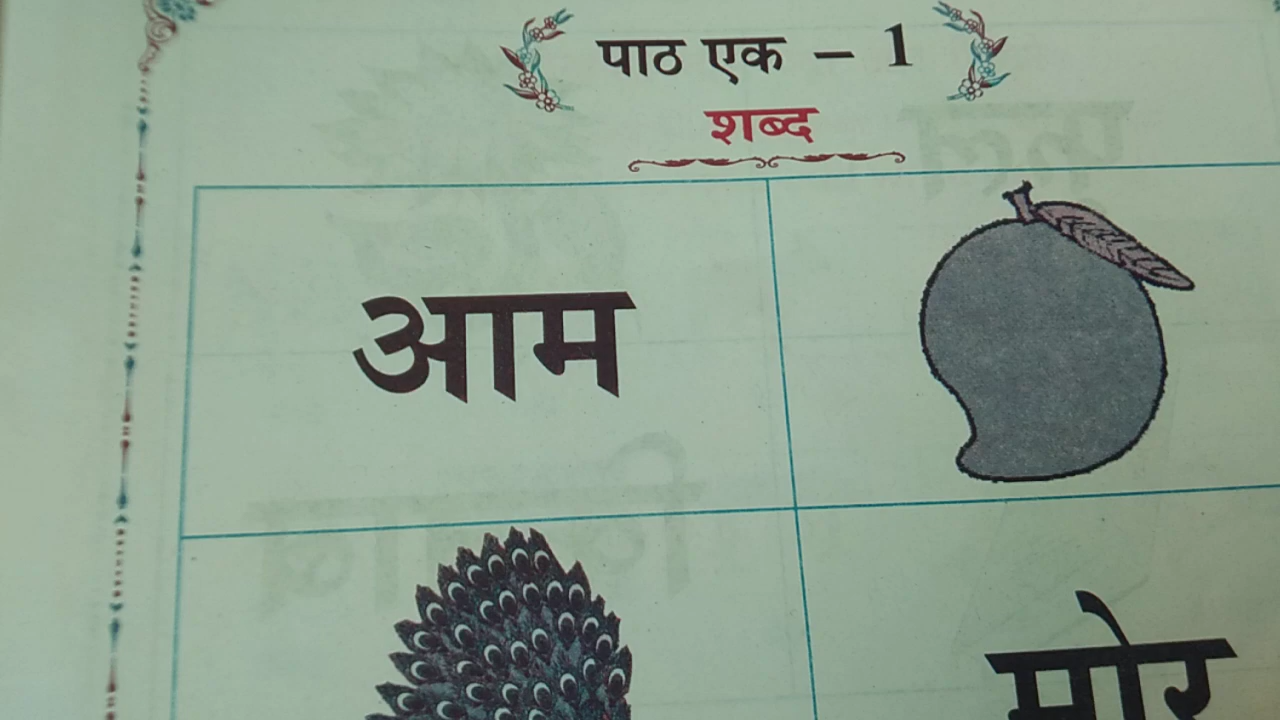 पाठ एक – 1
शब्द
आम
मोर